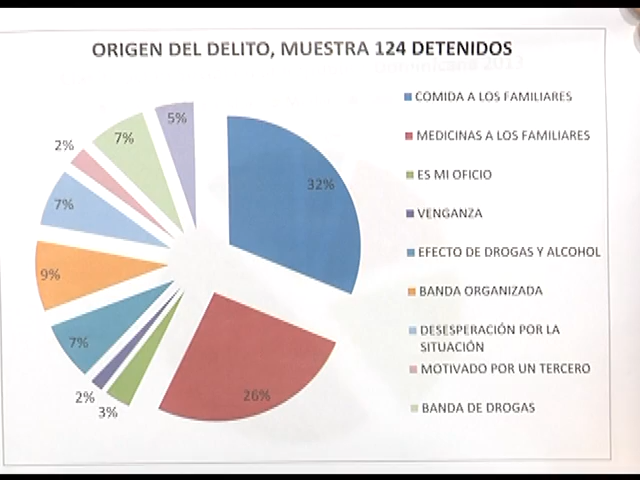 ORIGEN DEL DELITO, MUESTRA 124 DETENIDOS
5%
7%
2%
7%
9%
7%
2%
3%
26%
32%
COMIDA A LOS FAMILIARES
MEDICINAS A LOS FAMILIARES
ES MI OFICIO
VENGANZA
EFECTO DE DROGAS Y ALCOHOL
BANDA ORGANIZADA
DESESPERACIÓN POR LA
SITUACIÓN
MOTIVADO POR UN TERCERO
BANDA DE DROGAS